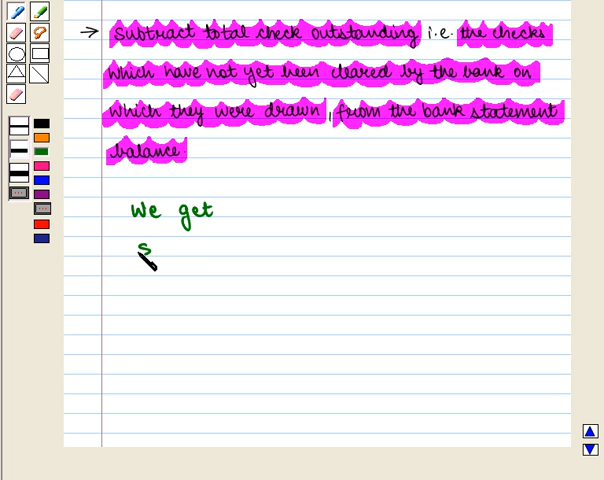 → Subtract total check outstanding i.e. the checks
which have not yet been cleared by the bank on
which they were drawn, from the bank statement
balance
We get
S